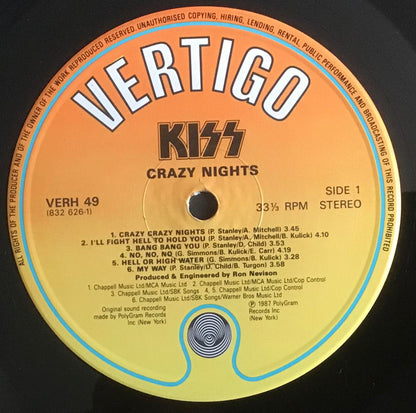 ALL RIGHTS OF THE PRODUCER AND OF THE OWNER OF THE WORK REPRODUCED RESERVED. UNAUTHORISED COPYING, HIRING, LENDING, RENTAL, PUBLIC PERFORMANCE AND BROADCASTING OF THIS RECORD PROHIBITED
VERTIGO
KISS
CRAZY NIGHTS
VERH 49
(832 626-1)
SIDE 1
33⅓ RPM STEREO
1. CRAZY CRAZY NIGHTS (P. Stanley/A. Mitchell) 3.45
2. I'LL FIGHT HELL TO HOLD YOU (P. Stanley/A. Mitchell/B. Kulick) 4.10
3. BANG BANG YOU (P. Stanley/D. Child) 3.53
4. NO, NO, NO (G. Simmons/B. Kulick/E. Carr) 4.19
5. HELL OR HIGH WATER (G. Simmons/B. Kulick) 3.28
6. MY WAY (P. Stanley/D. Child/B. Turgon) 3.58
Produced & Engineered by Ron Nevison
1. Chappell Music Ltd/MCA Music Ltd 2. Chappell Music Ltd/MCA Music Ltd/Cop Control
3. Chappell Music Ltd/SBK Songs 4, 5. Chappell Music Ltd/Cop Control
6. Chappell Music Ltd/SBK Songs/Warner Bros Music Ltd
Original sound recording
made by PolyGram Records
Inc (New York)
℗ 1987 PolyGram
Records Inc
(New York)